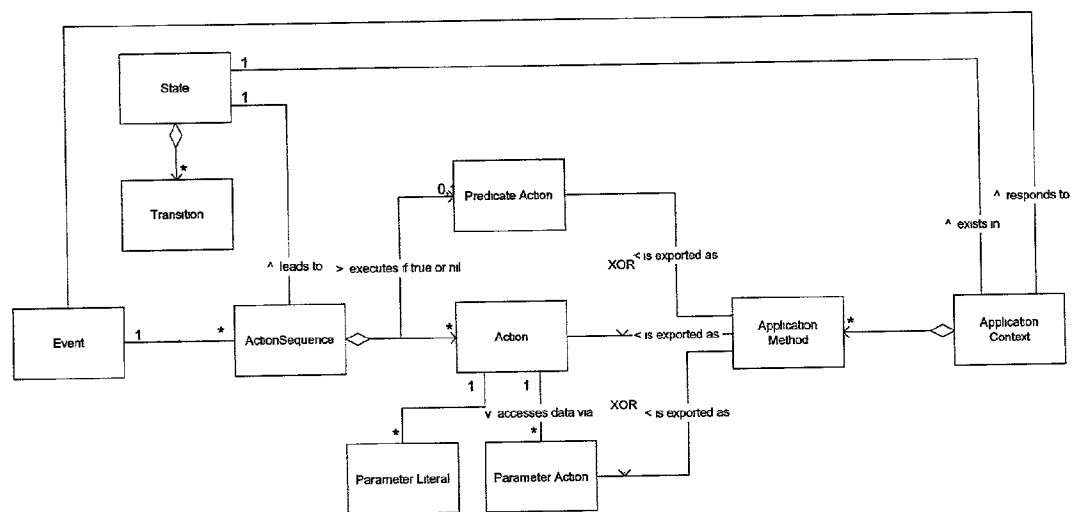 1
State
1
*
Transition
0..
Predicate Action
^ responds to
^ exists in
< is exported as
XOR
^ leads to
> executes if true or nil
Event
1
*
ActionSequence
*
Action
< is exported as
Application
Method
*
Application
Context
1
1
v accesses data via
XOR
< is exported as
*
*
Parameter Literal
Parameter Action